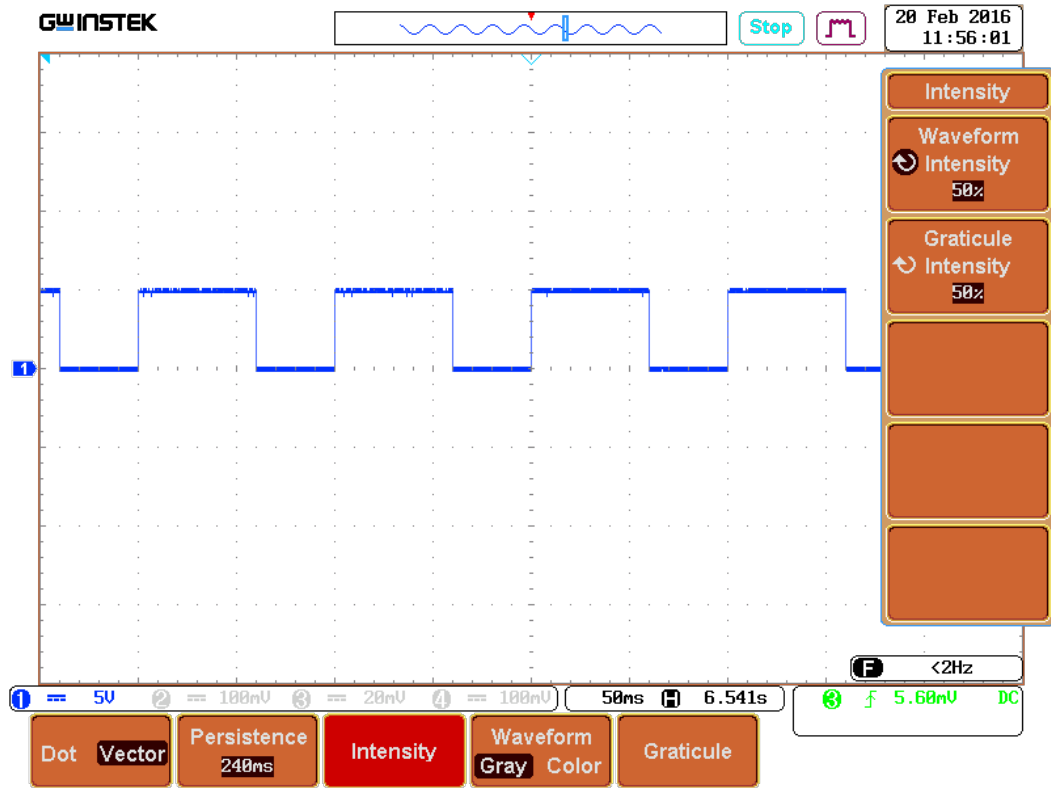 GWINSTEK
Stop
20 Feb 2016
11:56:01
Intensity
Waveform
Intensity
50%
Graticule
Intensity
50%
1
F <2Hz
1 5V 2 100mV 3 20mV 4 100mV
50ms H 6.541s
3 5.60mV DC
Dot Vector
Persistence
240ms
Intensity
Waveform
Gray Color
Graticule